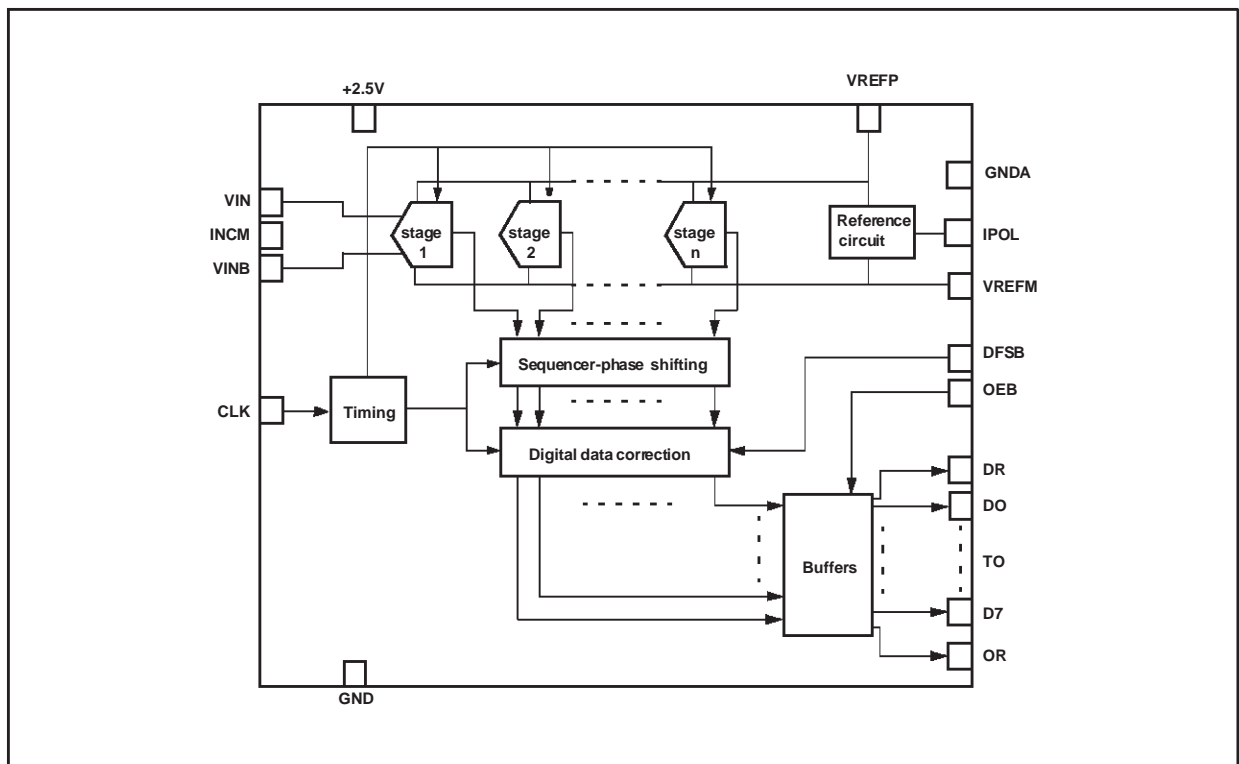 +2.5V
VREFP
GNDA
VIN
INCM
VINB
stage
1
stage
2
stage
n
Reference
circuit
IPOL
VREFM
Sequencer-phase shifting
DFSB
OEB
CLK
Timing
Digital data correction
DR
DO
TO
Buffers
D7
OR
GND